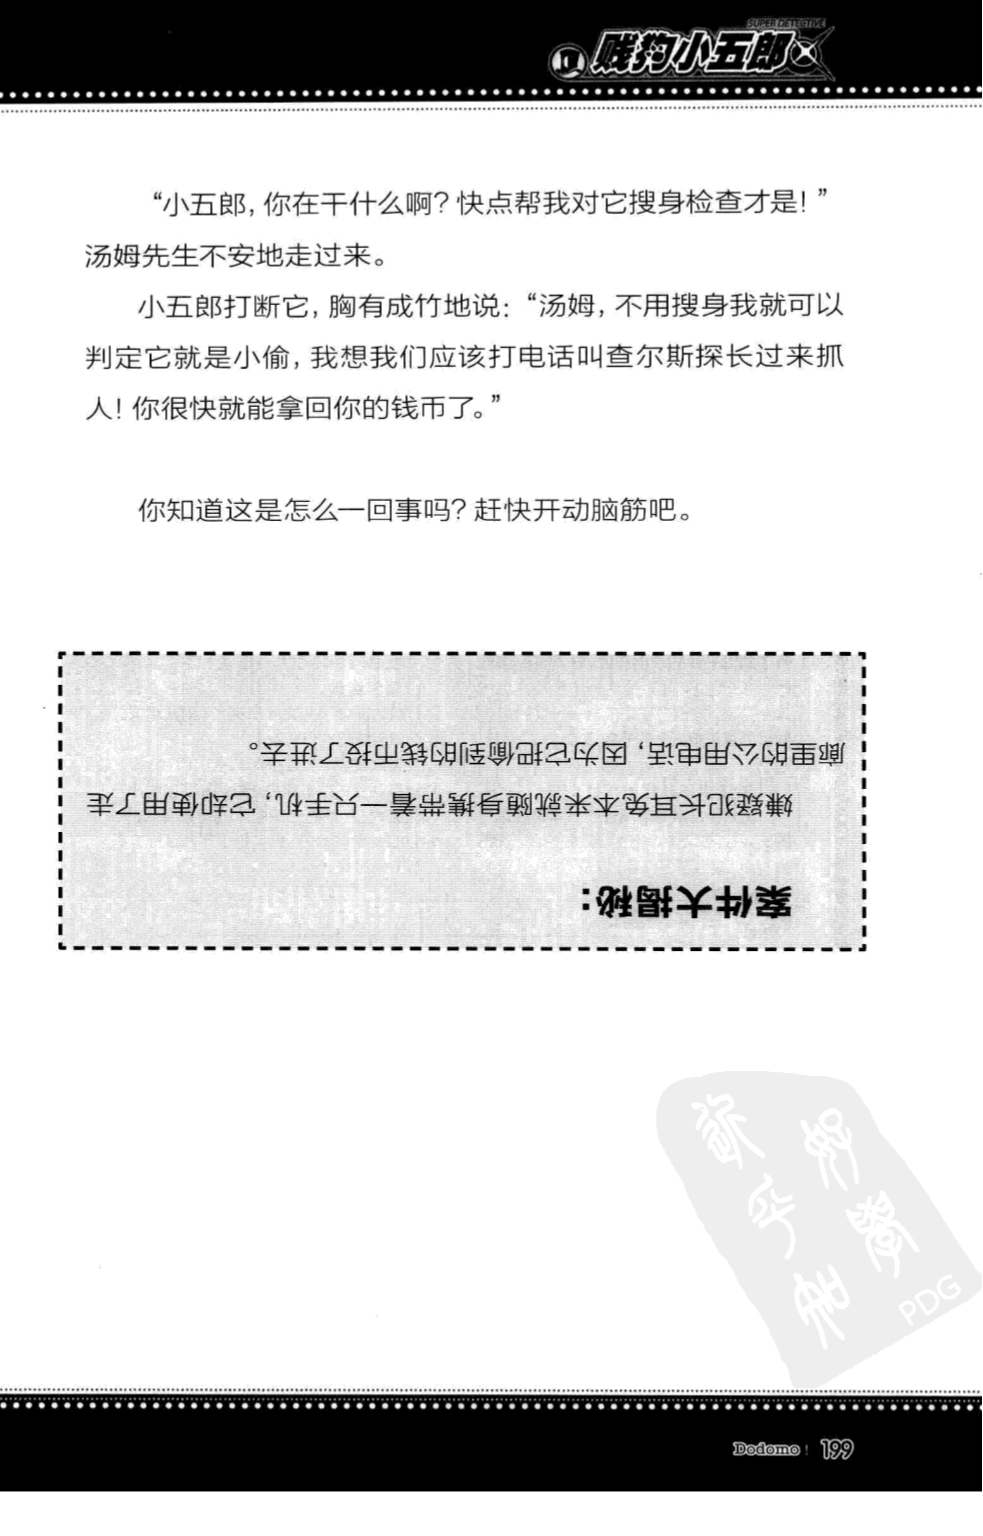 SUPER DETECTIVE
贱狗小五郎
“小五郎，你在干什么啊？快点帮我对它搜身检查才是！”
汤姆先生不安地走过来。
小五郎打断它，胸有成竹地说：“汤姆，不用搜身我就可以
判定它就是小偷，我想我们应该打电话叫查尔斯探长过来抓
人！你很快就能拿回你的钱币了。”
你知道这是怎么一回事吗？赶快开动脑筋吧。
案件大揭秘：
嫌疑犯长耳兔本来就随身携带着一只手机，它却使用了走
廊里的公用电话，因为它把偷到的钱币投了进去。
PDG
Dodomo 199